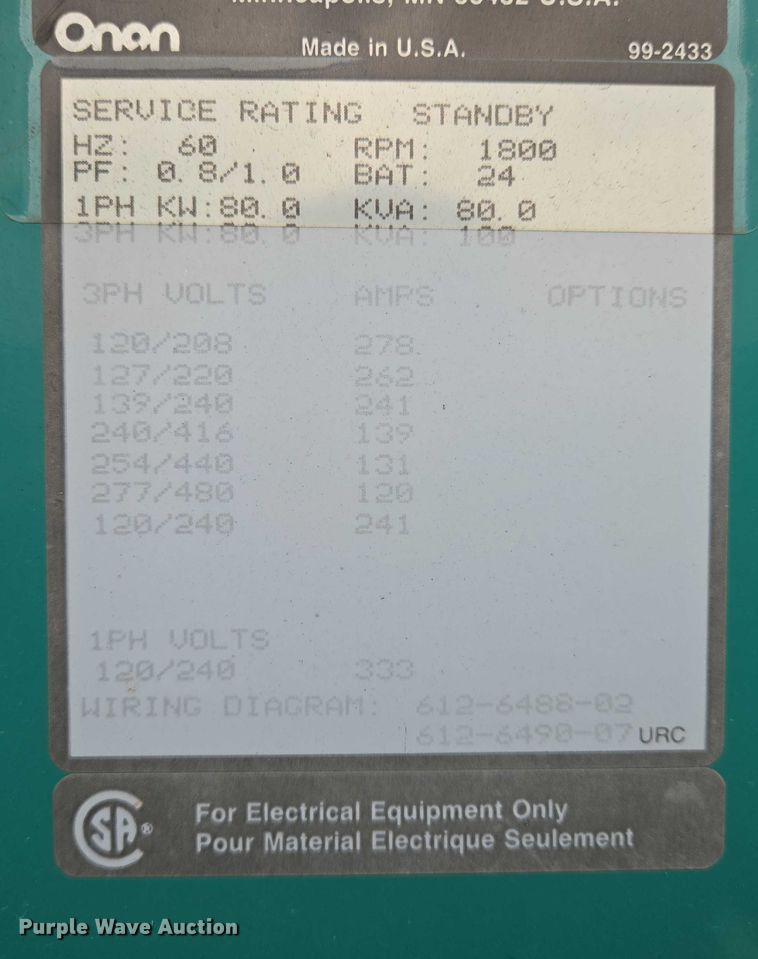 Minneapolis, MN 55432 U.S.A.
Onan
Made in U.S.A. 99-2433
SERVICE RATING STANDBY
HZ: 60 RPM: 1800
PF: 0.8/1.0 BAT: 24
1PH KW:80.0 KVA: 80.0
3PH KW:80.0 KVA: 100
3PH VOLTS AMPS OPTIONS
120/208 278
127/220 262
139/240 241
240/416 139
254/440 131
277/480 120
120/240 241
1PH VOLTS
120/240 333
WIRING DIAGRAM: 612-6488-02
612-6490-07 URC
SA ®
For Electrical Equipment Only
Pour Material Electrique Seulement
Purple Wave Auction